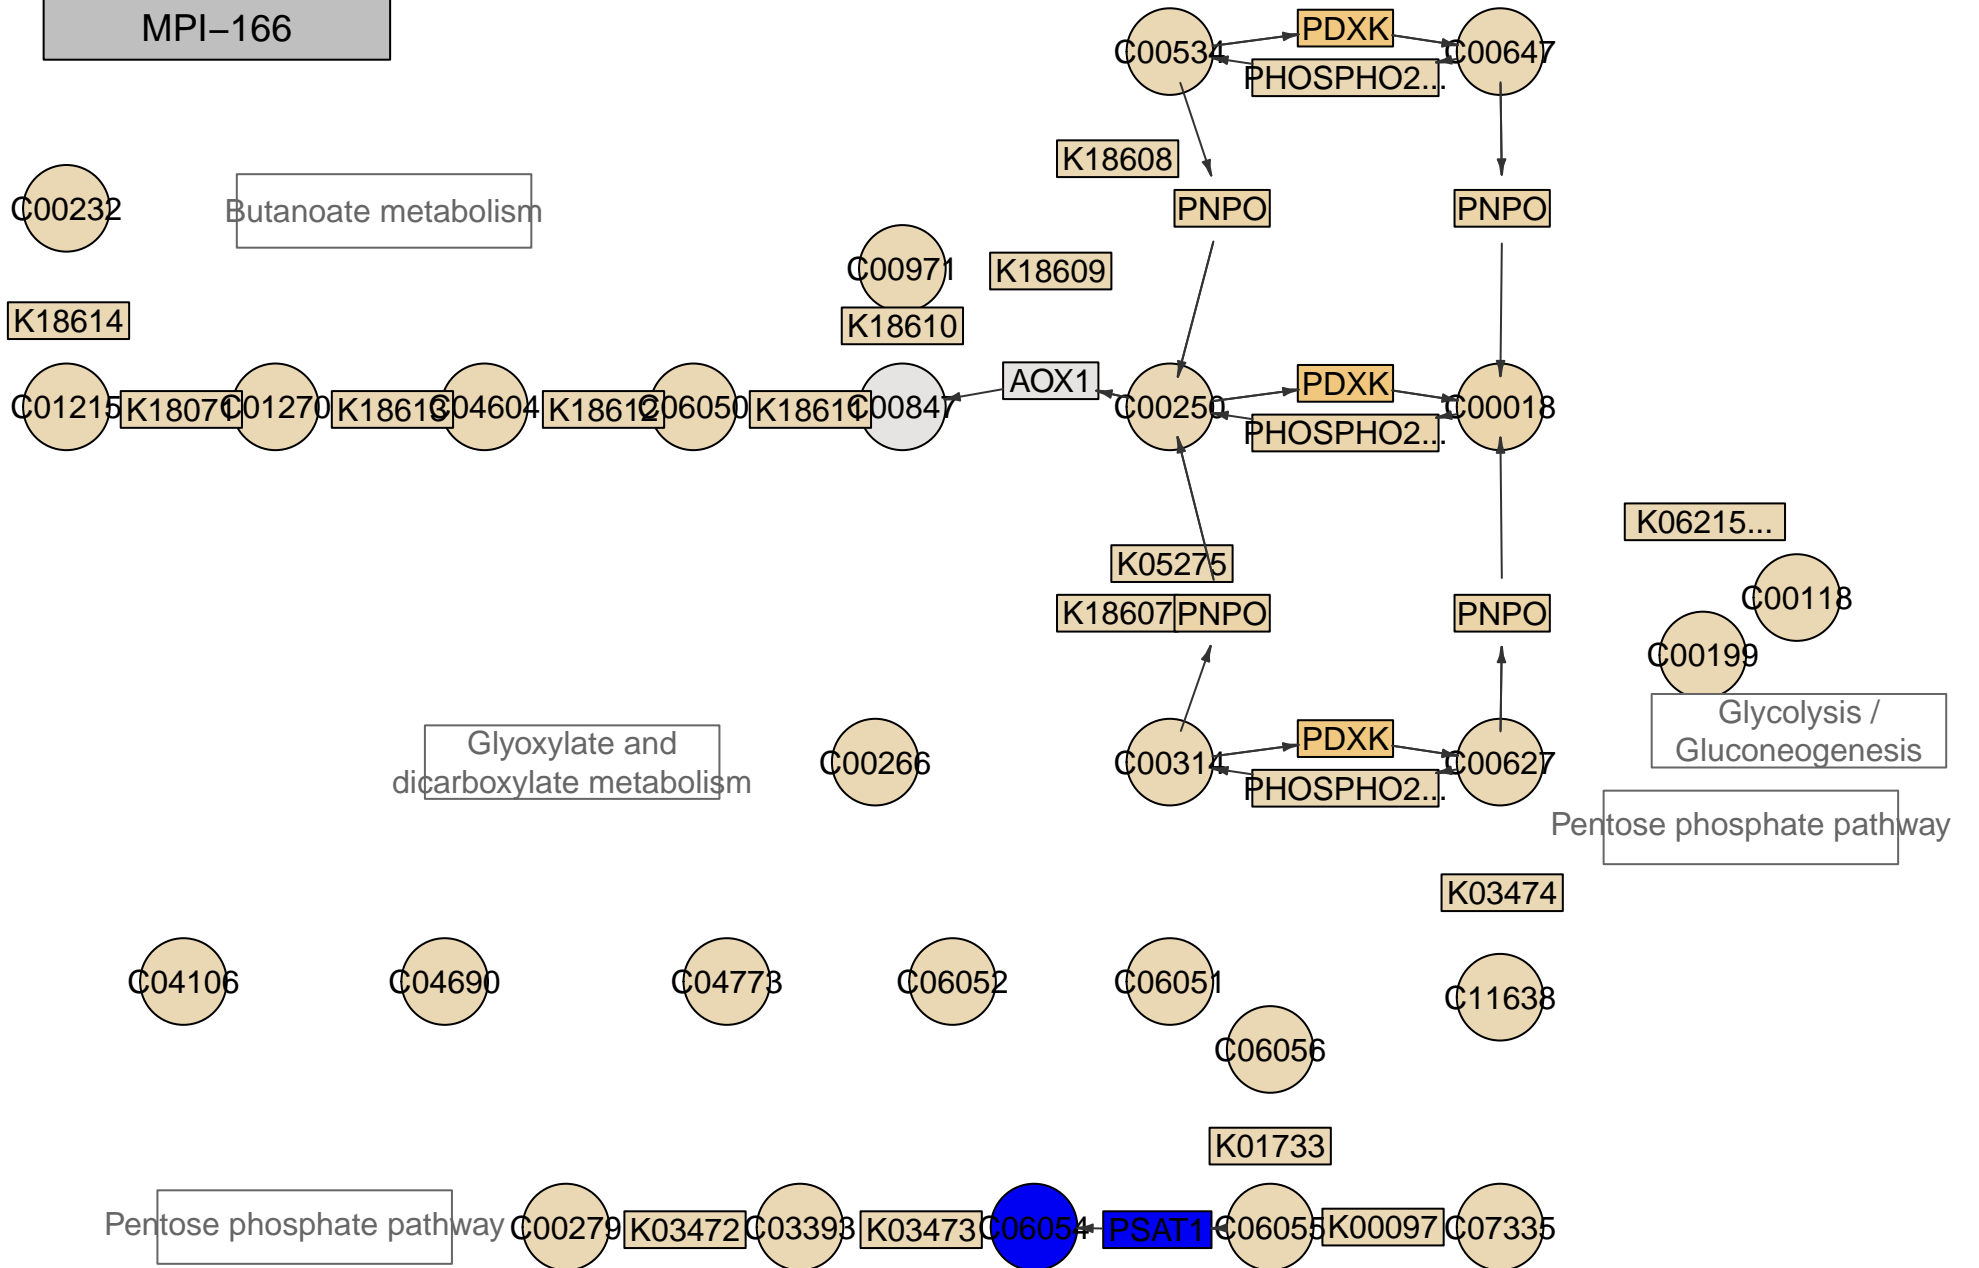 MPI–166
C00534
PDXK
C00647
PHOSPHO2...
K18608
C00232
Butanoate metabolism
PNPO
PNPO
C00971
K18609
K18614
K18610
C01215
K18071
C01270
K18613
C04604
K18612
C06050
K18611
C00847
AOX1
C00250
PDXK
C00018
PHOSPHO2...
K06215...
K05275
C00118
K18607
PNPO
PNPO
C00199
Glycolysis /
Gluconeogenesis
Glyoxylate and
dicarboxylate metabolism
C00266
C00314
PDXK
C00627
PHOSPHO2...
Pentose phosphate pathway
K03474
C04106
C04690
C04773
C06052
C06051
C11638
C06056
K01733
Pentose phosphate pathway
C00279
K03472
C03393
K03473
C06054
PSAT1
C06055
K00097
C07335